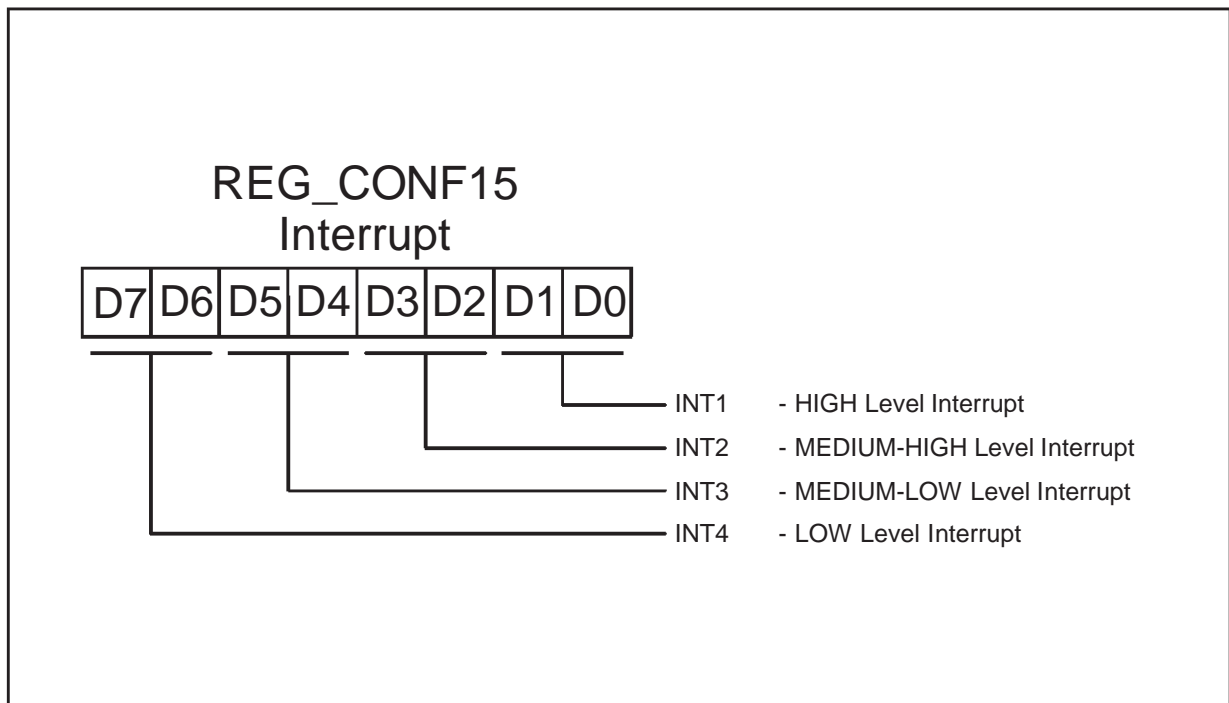 REG_CONF15
Interrupt
D7 D6 D5 D4 D3 D2 D1 D0
INT1 - HIGH Level Interrupt
INT2 - MEDIUM-HIGH Level Interrupt
INT3 - MEDIUM-LOW Level Interrupt
INT4 - LOW Level Interrupt